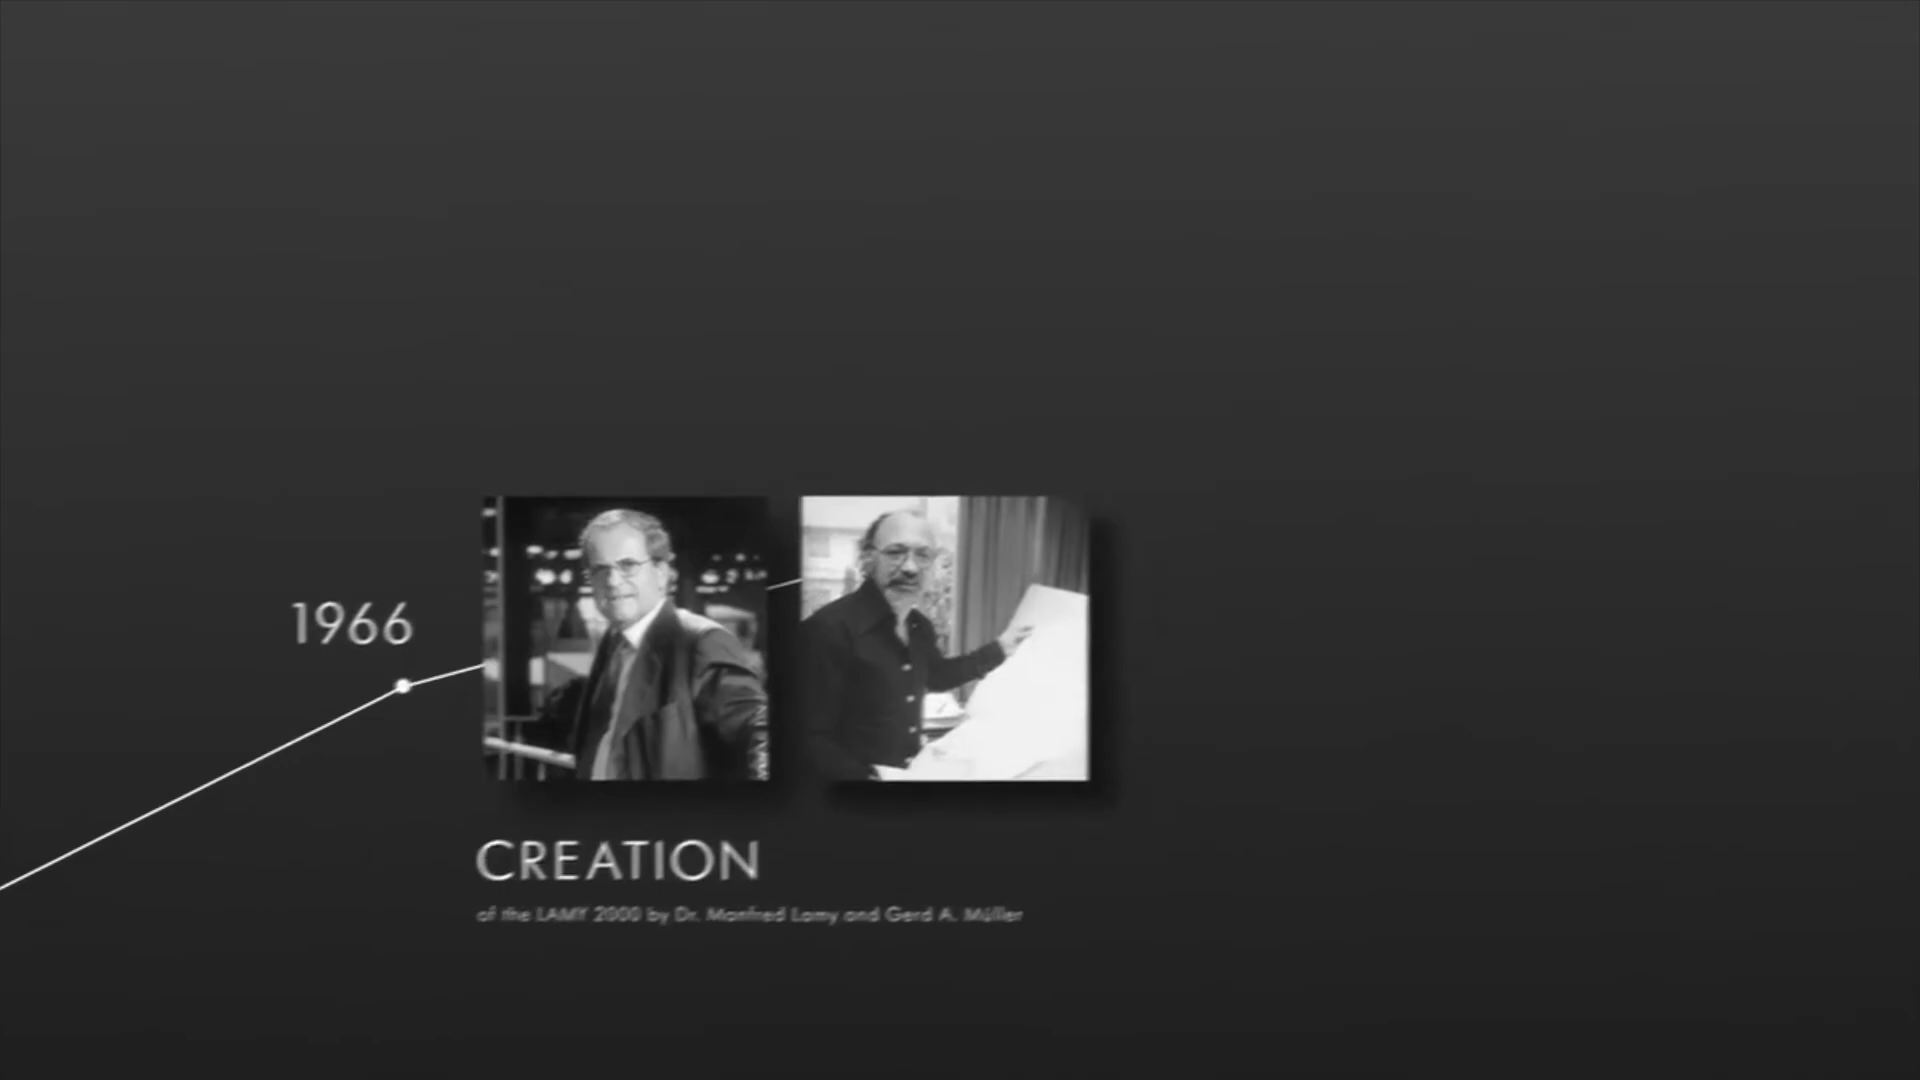 1966
CREATION
of the LAMY 2000 by Dr. Manfred Lamy and Gerd A. Müller